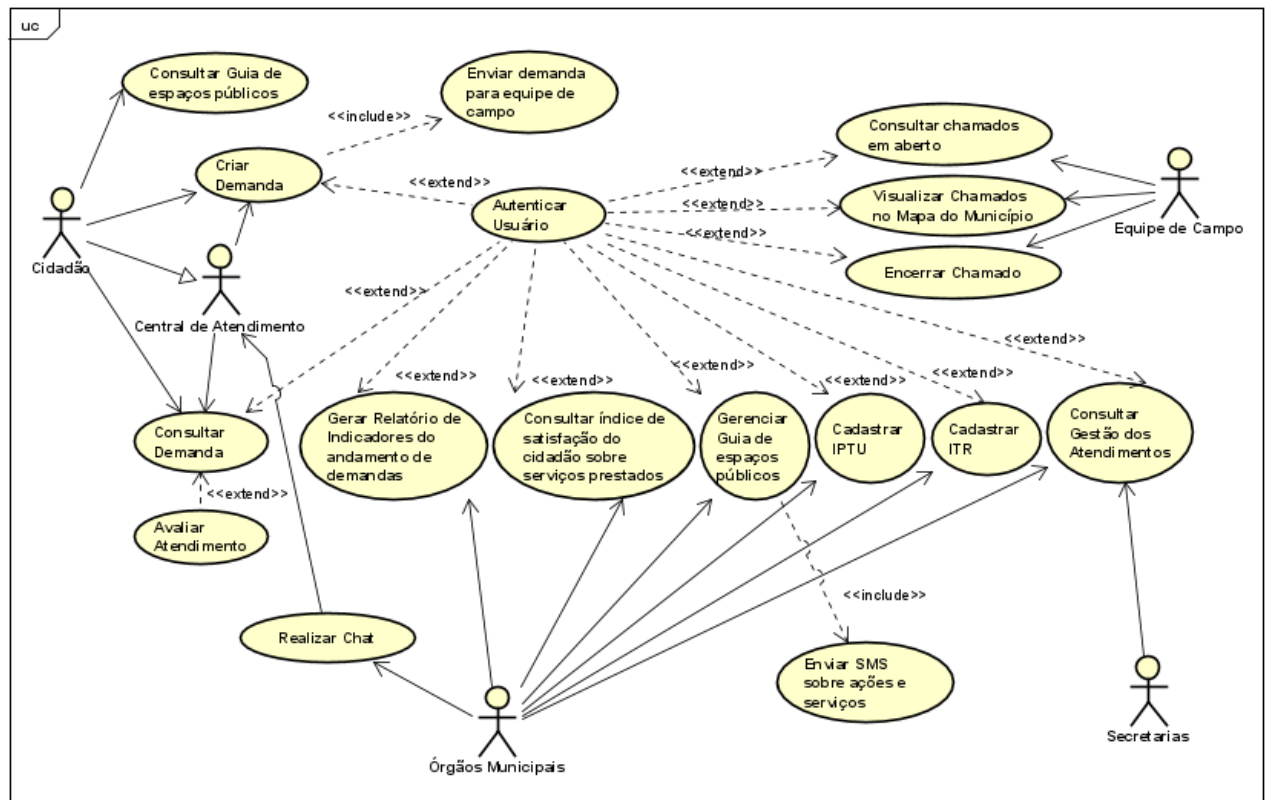 uc
Consultar Guia de
espaços públicos
Enviar demanda
para equipe de
campo
<<include>>
Criar
Demanda
<<extend>>
Autenticar
Usuário
<<extend>>
Consultar chamados
em aberto
<<extend>>
Visualizar Chamados
no Mapa do Município
<<extend>>
Encerrar Chamado
Equipe de Campo
Cidadão
Central de Atendimento
<<extend>>
<<extend>>
<<extend>>
<<extend>>
<<extend>>
<<extend>>
<<extend>>
Consultar
Demanda
Gerar Relatório de
Indicadores do
andamento de
demandas
Consultar índice de
satisfação do
cidadão sobre
serviços prestados
Gerenciar
Guia de
espaços
públicos
Cadastrar
IPTU
Cadastrar
ITR
Consultar
Gestão dos
Atendimentos
<<extend>>
Avaliar
Atendimento
<<include>>
Realizar Chat
Enviar SMS
sobre ações e
serviços
Órgãos Municipais
Secretarias